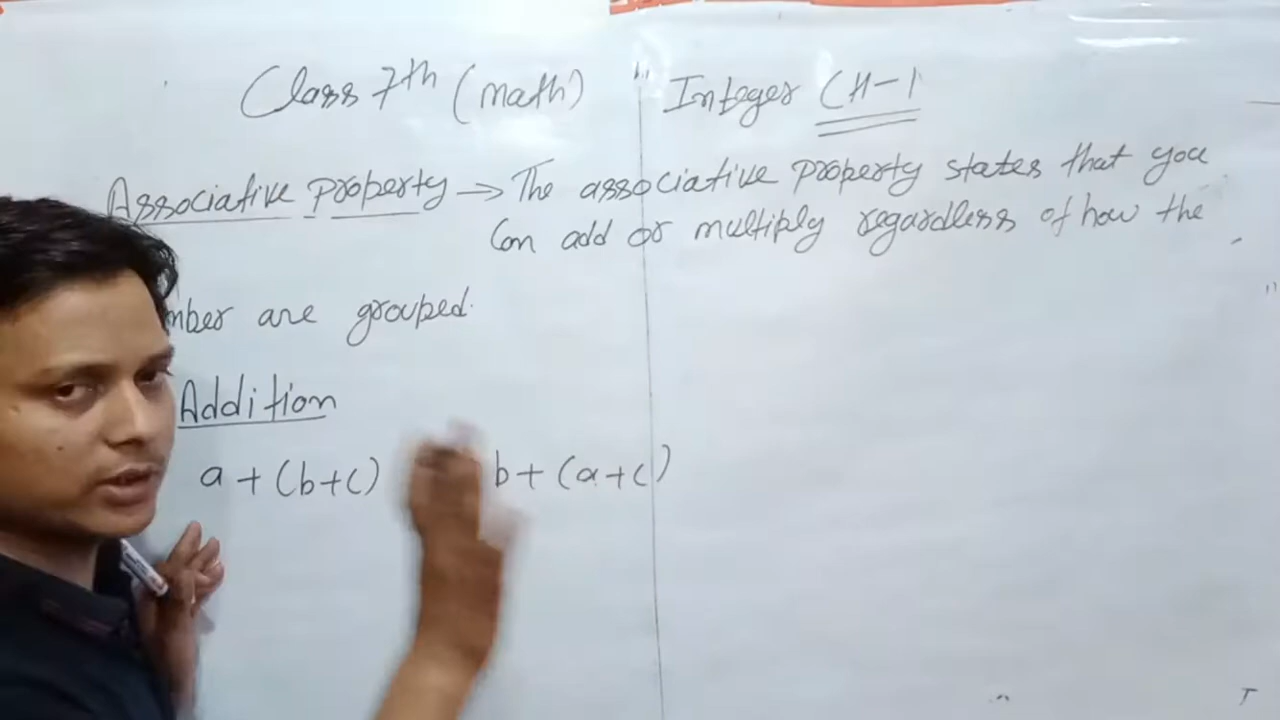 Class 7th (math) Integer CH-1
Associative property → The associative property states that you
Can add or multiply regardless of how the
are grouped.
Addition
a + (b+c) b + (a+c)